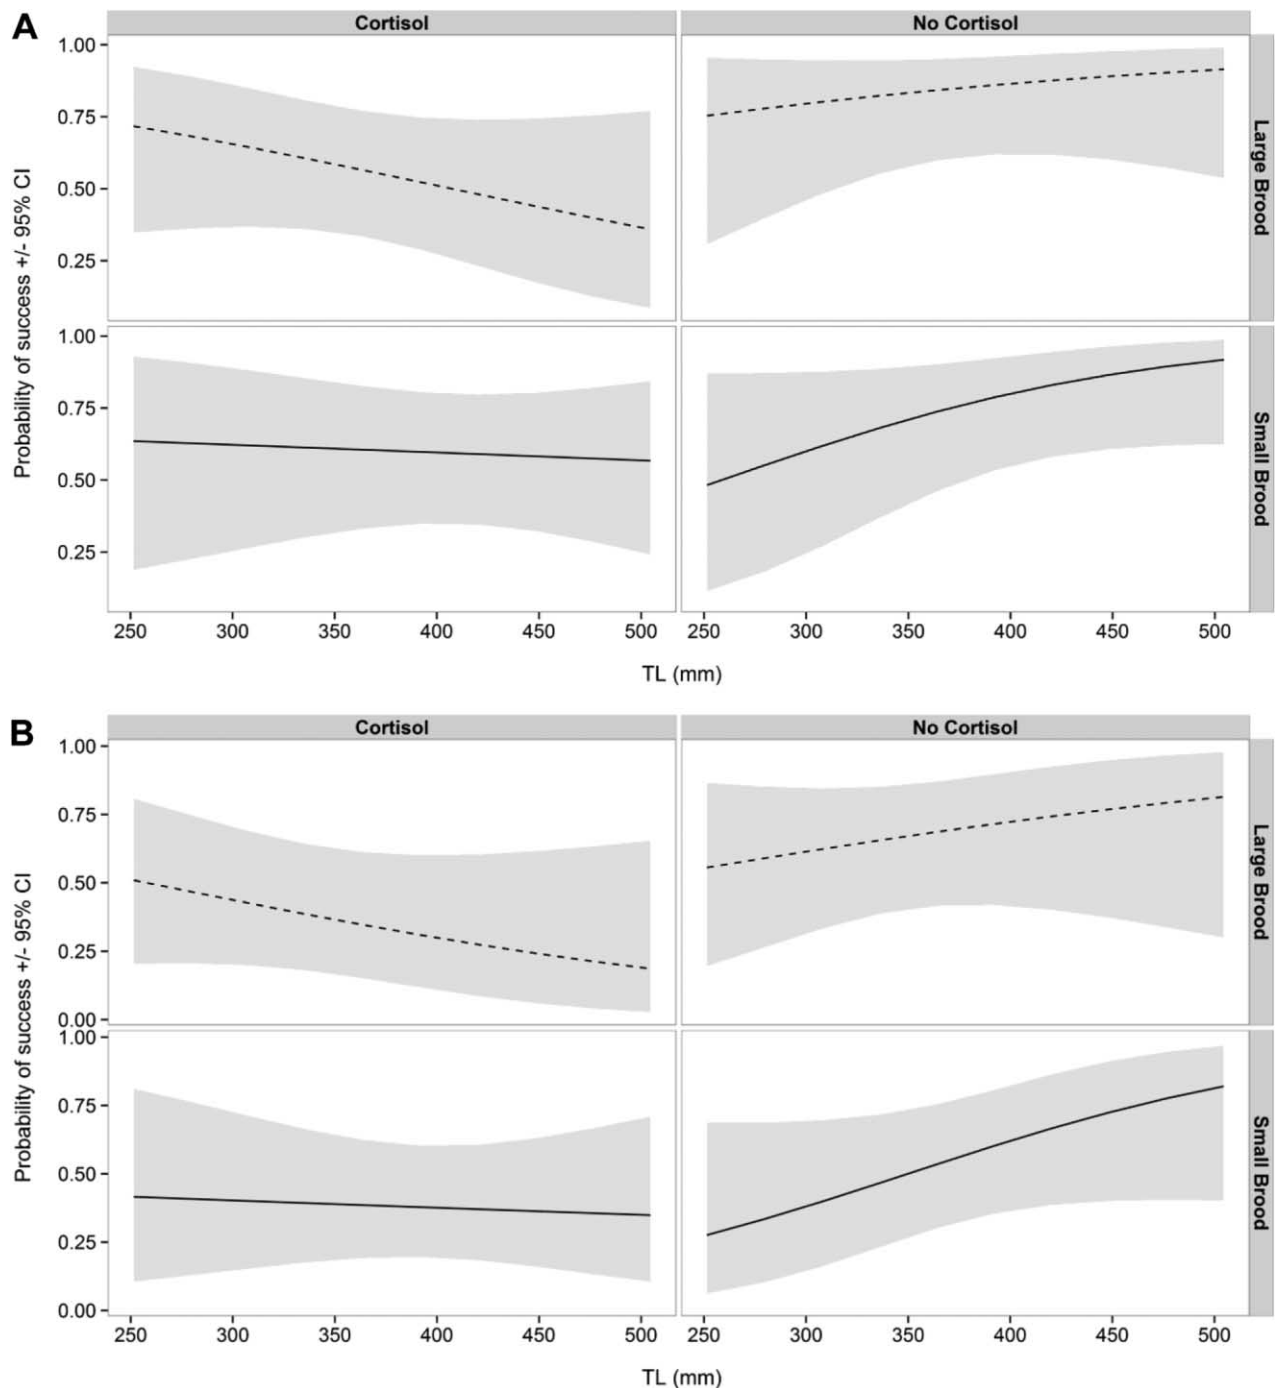 A
Cortisol
No Cortisol
1.00
0.75
0.50
0.25
Large Brood
1.00
0.75
0.50
0.25
Small Brood
Probability of success +/- 95% CI
250 300 350 400 450 500
250 300 350 400 450 500
TL (mm)
B
Cortisol
No Cortisol
1.00
0.75
0.50
0.25
0.00
Large Brood
1.00
0.75
0.50
0.25
0.00
Small Brood
Probability of success +/- 95% CI
250 300 350 400 450 500
250 300 350 400 450 500
TL (mm)